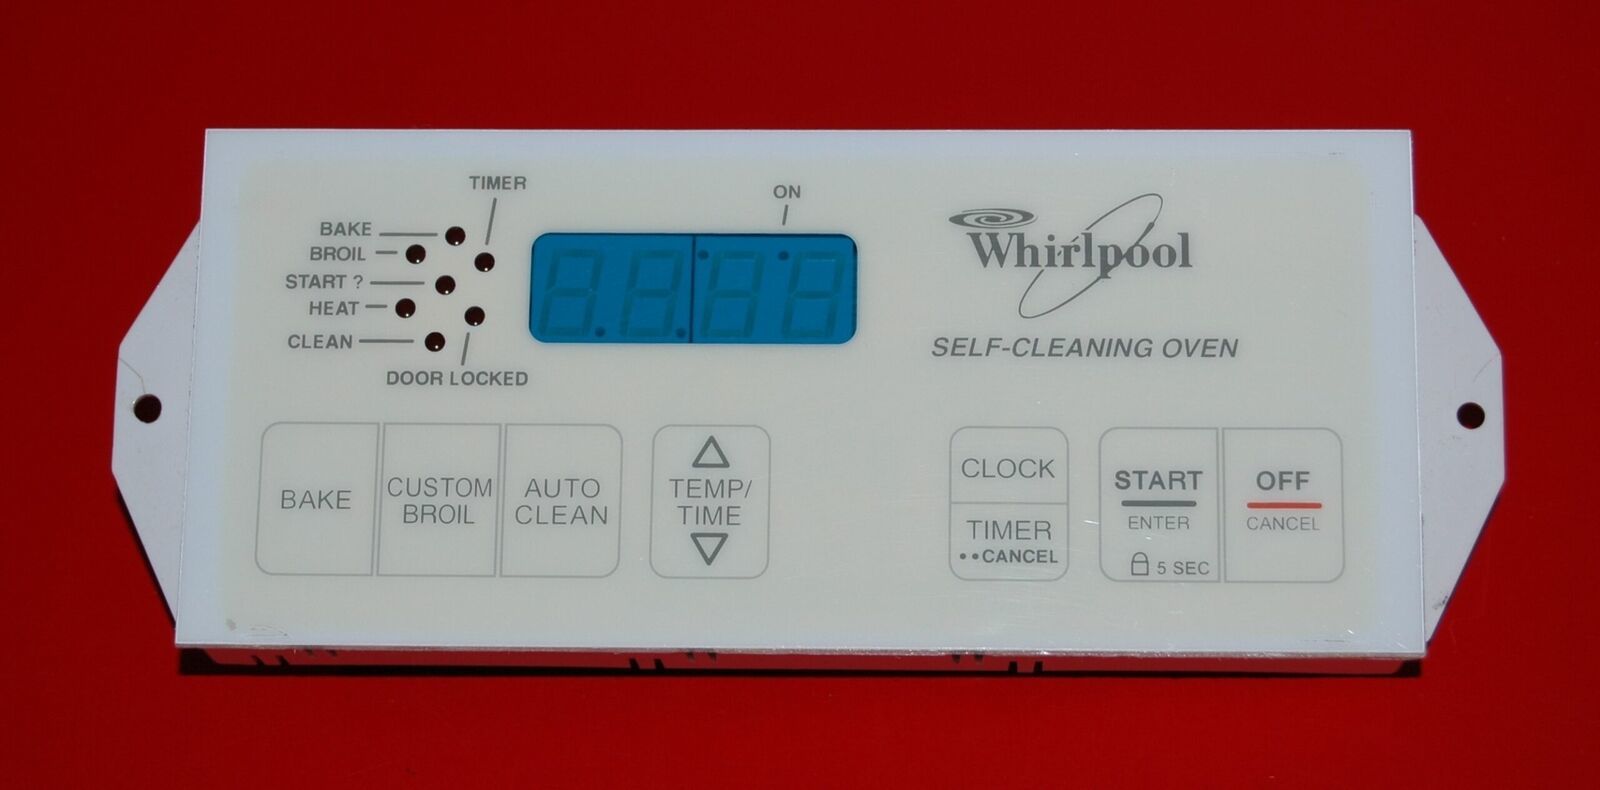 TIMER
ON
BAKE
BROIL
START ?
HEAT
CLEAN
DOOR LOCKED
Whirlpool
SELF-CLEANING OVEN
BAKE
CUSTOM
BROIL
AUTO
CLEAN
TEMP/
TIME
CLOCK
TIMER
••CANCEL
START
ENTER
5 SEC
OFF
CANCEL